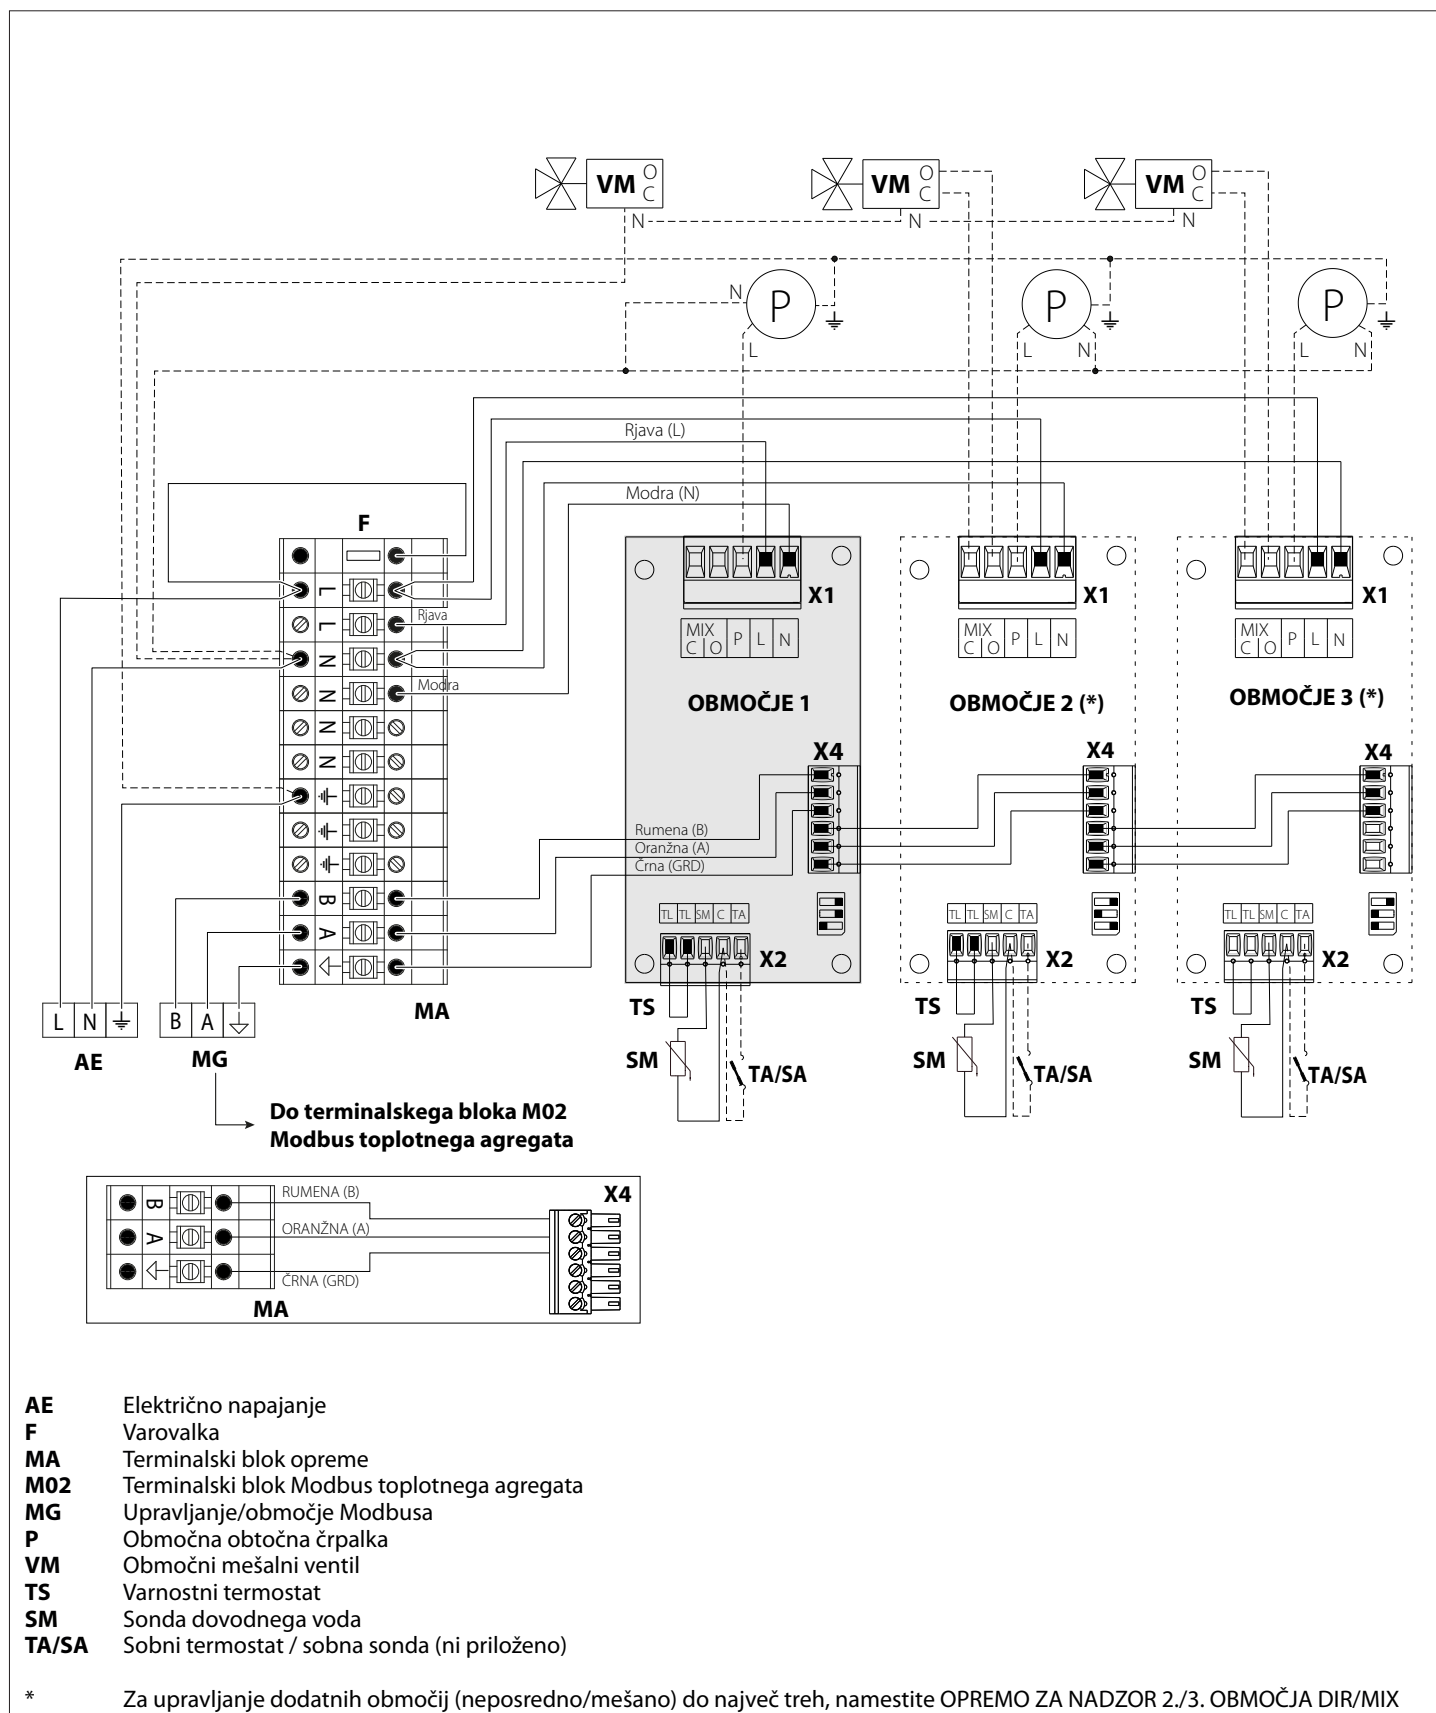 VM O C
VM O C
VM O C
N
N
N
N
P
P
P
L
L
N
L
N
Rjava (L)
Modra (N)
F
L
L
Rjava
N
N
Modra
N
N
B
A
MA
X1
MIX
C O P L N
OBMOČJE 1
X4
Rumena (B)
Oranžna (A)
Črna (GRD)
TL TL SM C TA
X2
TS
SM
TA/SA
X1
MIX
C O P L N
OBMOČJE 2 (*)
X4
TL TL SM C TA
X2
TS
SM
TA/SA
X1
MIX
C O P L N
OBMOČJE 3 (*)
X4
TL TL SM C TA
X2
TS
SM
TA/SA
L N
AE
B A
MG
Do terminalskega bloka M02
Modbus toplotnega agregata
B
A
RUMENA (B)
ORANŽNA (A)
ČRNA (GRD)
X4
MA
AE Električno napajanje
F Varovalka
MA Terminalski blok opreme
M02 Terminalski blok Modbus toplotnega agregata
MG Upravljanje/območje Modbusa
P Območna obtočna črpalka
VM Območni mešalni ventil
TS Varnostni termostat
SM Sonda dovodnega voda
TA/SA Sobni termostat / sobna sonda (ni priloženo)
* Za upravljanje dodatnih območij (neposredno/mešano) do največ treh, namestite OPREMO ZA NADZOR 2./3. OBMOČJA DIR/MIX